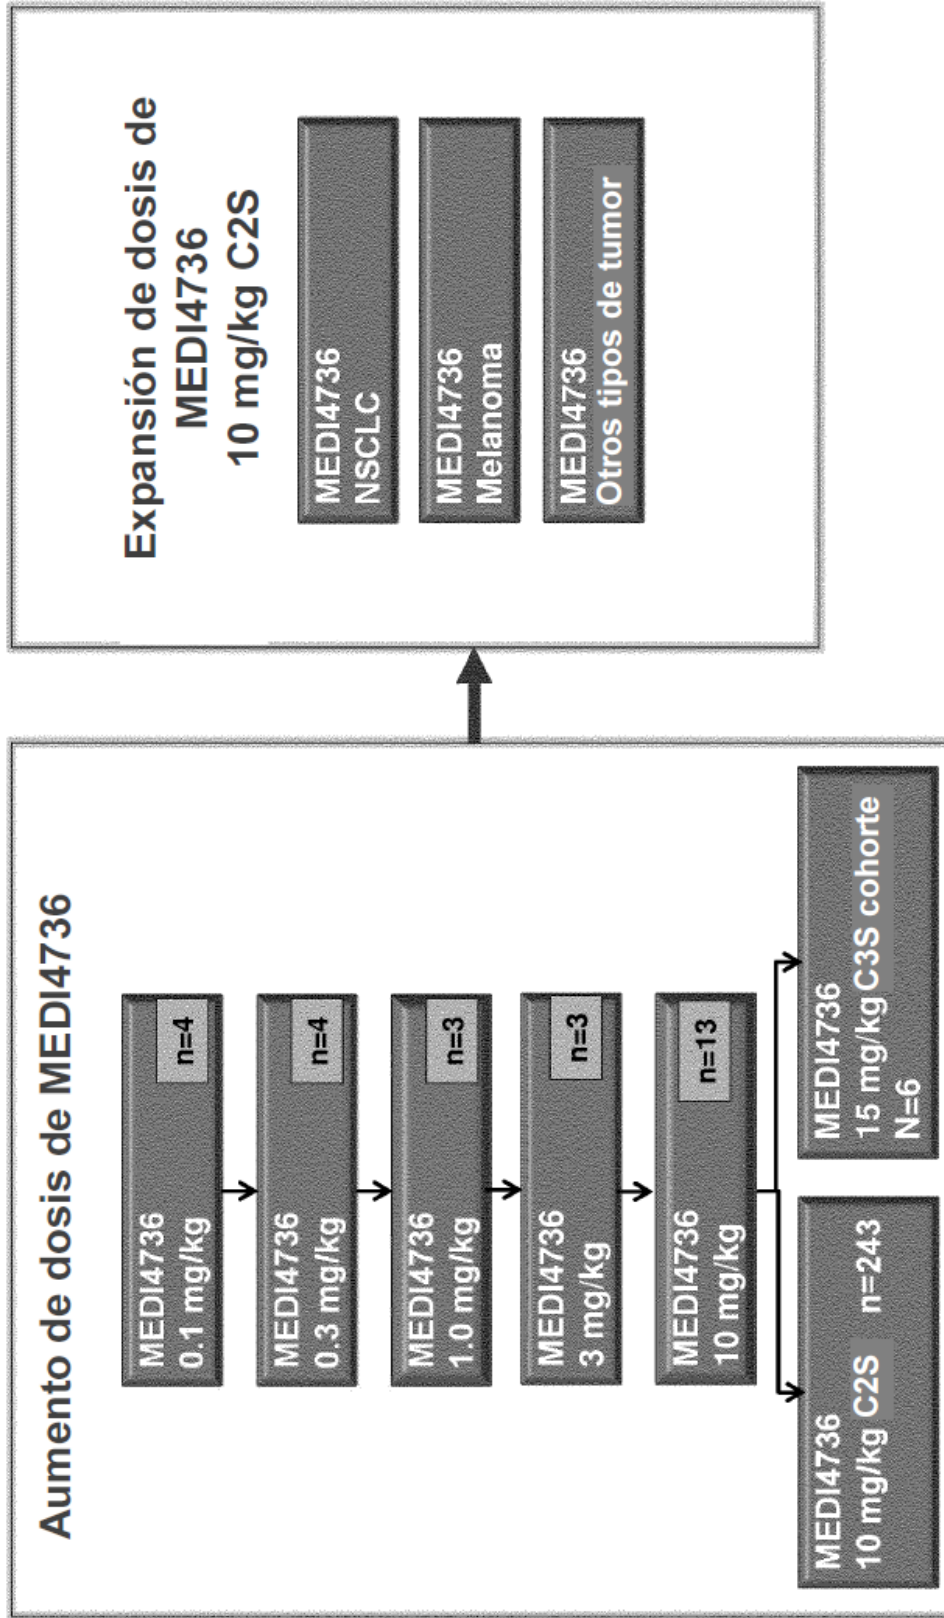 Aumento de dosis de MEDI4736
MEDI4736
0.1 mg/kg
n=4
MEDI4736
0.3 mg/kg
n=4
MEDI4736
1.0 mg/kg
n=3
MEDI4736
3 mg/kg
n=3
MEDI4736
10 mg/kg
n=13
MEDI4736
10 mg/kg C2S n=243
MEDI4736
15 mg/kg C3S cohorte
N=6
Expansión de dosis de
MEDI4736
10 mg/kg C2S
MEDI4736
NSCLC
MEDI4736
Melanoma
MEDI4736
Otros tipos de tumor